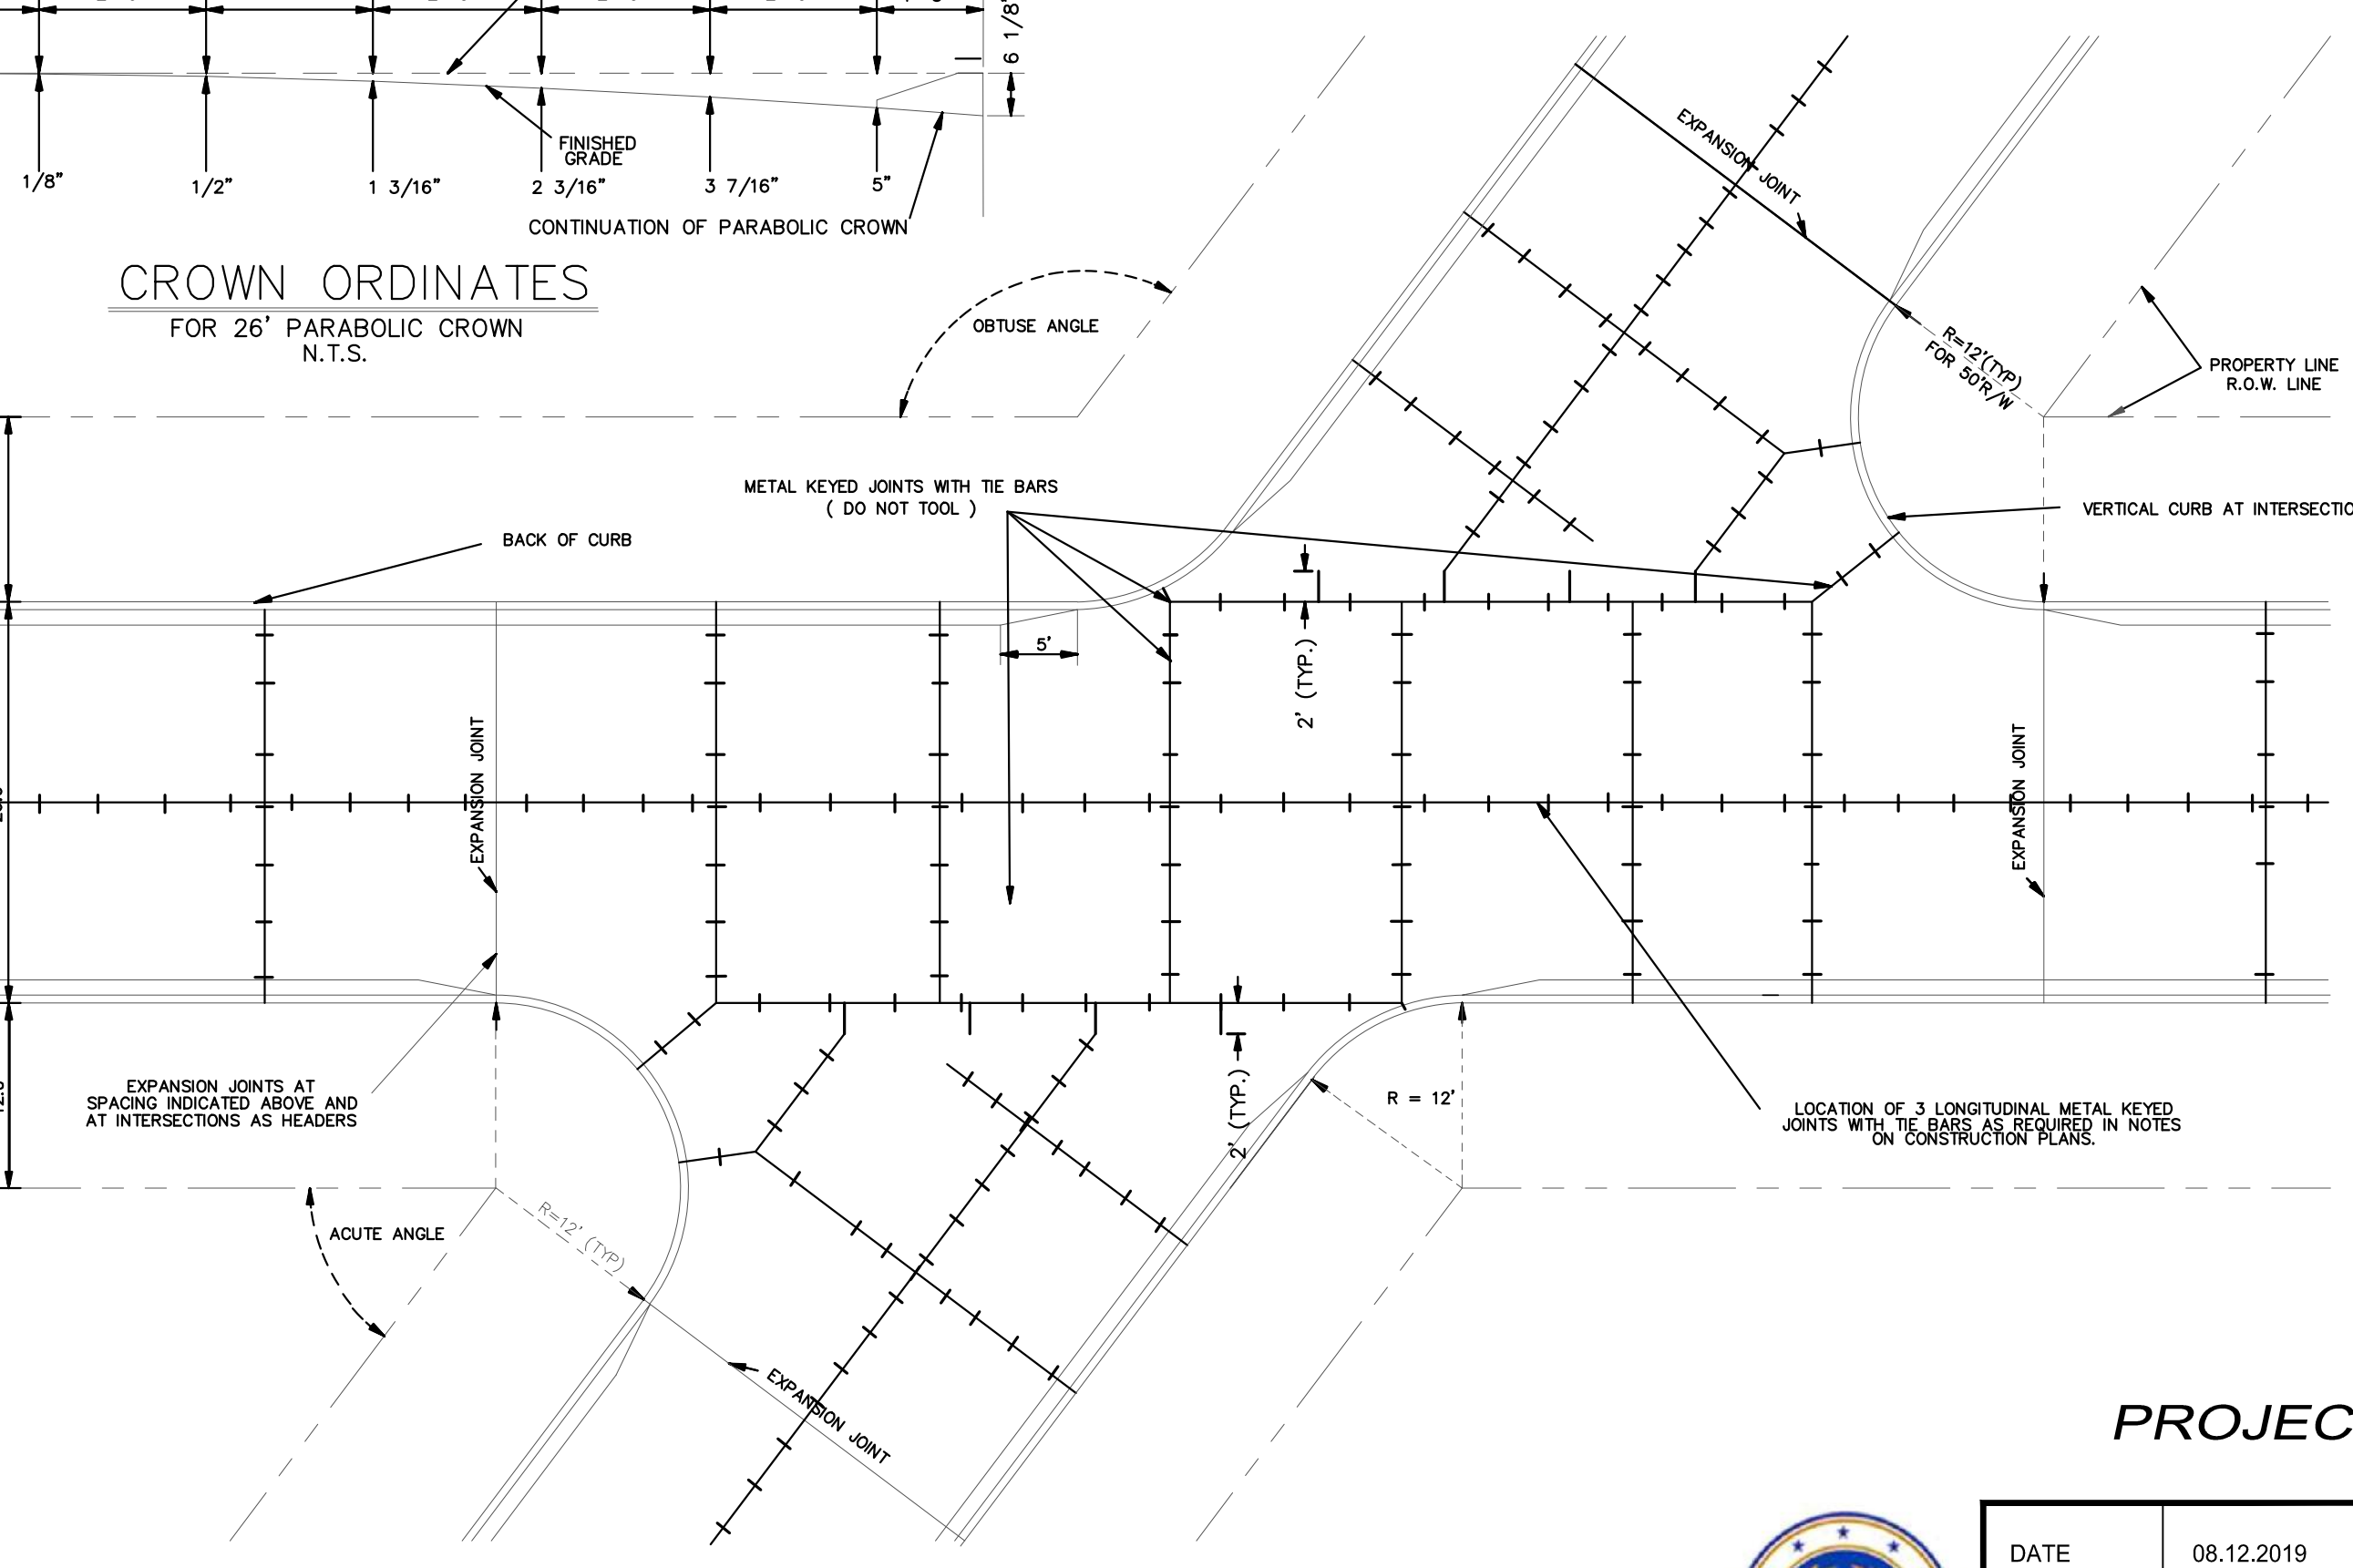 6 1/8"
FINISHED
GRADE
1/8"
1/2"
1 3/16"
2 3/16"
3 7/16"
5"
CONTINUATION OF PARABOLIC CROWN
CROWN ORDINATES
FOR 26' PARABOLIC CROWN
N.T.S.
OBTUSE ANGLE
EXPANSION JOINT
R=12'(TYP)
FOR 50'R/W
PROPERTY LINE
R.O.W. LINE
METAL KEYED JOINTS WITH TIE BARS
( DO NOT TOOL )
VERTICAL CURB AT INTERSECTIO
BACK OF CURB
5'
2' (TYP.)
EXPANSION JOINT
EXPANSION JOINT
EXPANSION JOINTS AT
SPACING INDICATED ABOVE AND
AT INTERSECTIONS AS HEADERS
2' (TYP.)
R = 12'
LOCATION OF 3 LONGITUDINAL METAL KEYED
JOINTS WITH TIE BARS AS REQUIRED IN NOTES
ON CONSTRUCTION PLANS.
ACUTE ANGLE
R=12' (TYP)
EXPANSION JOINT
PROJEC
DATE
08.12.2019